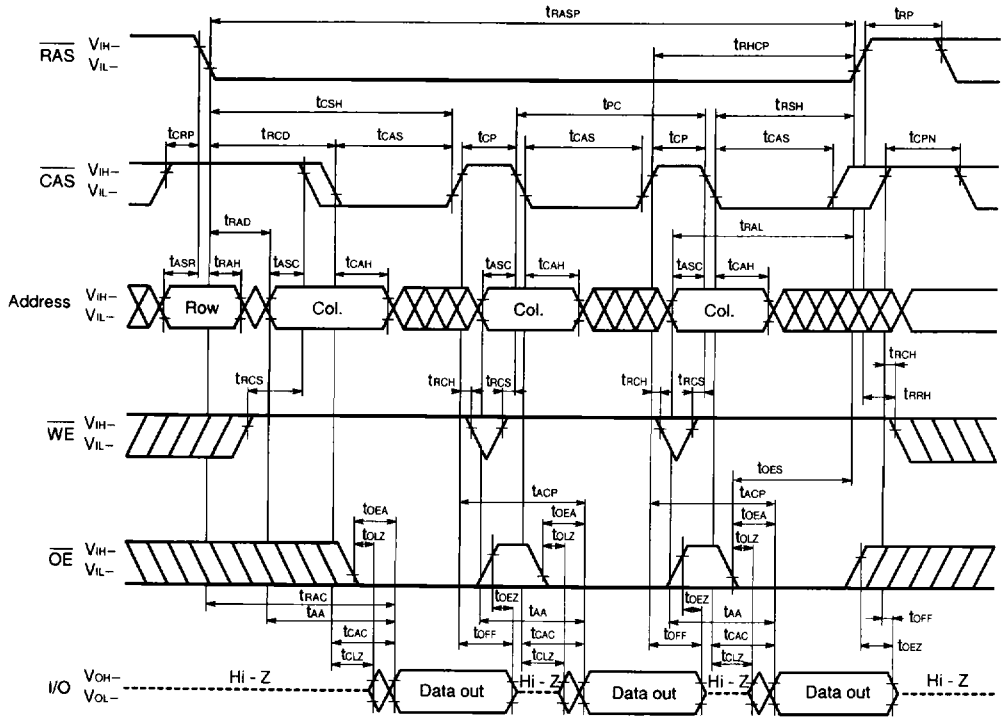 tRASP
tRP
RAS
VIH–
VIL–
tRHCP
tCSH
tPC
tRSH
tCRP
tRCD
tCAS
tCP
tCAS
tCP
tCAS
tCPN
CAS
VIH–
VIL–
tRAD
tRAL
tASR
tRAH
tASC
tCAH
tASC
tCAH
tASC
tCAH
Address
VIH–
VIL–
Row
Col.
Col.
Col.
tRCS
tRCH
tRCS
tRCH
tRCS
tRCH
tRRH
WE
VIH–
VIL–
tOES
tACP
tACP
tOEA
tOEA
tOEA
tOLZ
tOLZ
tOLZ
OE
VIH–
VIL–
tRAC
tOEZ
tOEZ
tAA
tAA
tAA
tOFF
tCAC
tOFF
tCAC
tOFF
tCAC
tOEZ
tCLZ
tCLZ
tCLZ
I/O
VOH–
VOL–
Hi - Z
Data out
Hi - Z
Data out
Hi - Z
Data out
Hi - Z